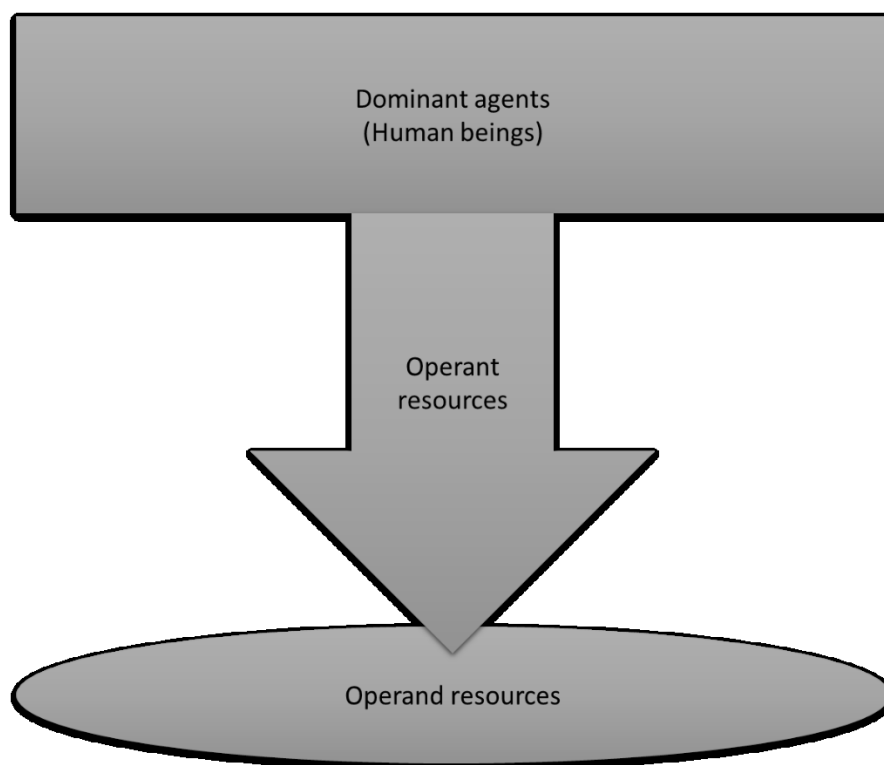 Dominant agents
(Human beings)
Operant
resources
Operand resources